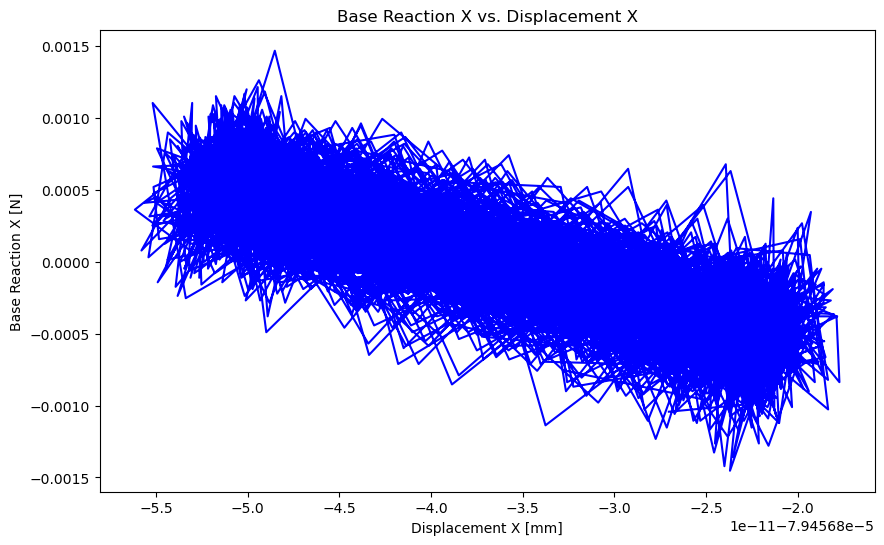 Base Reaction X vs. Displacement X
0.0015
0.0010
0.0005
0.0000
−0.0005
−0.0010
−0.0015
Base Reaction X [N]
−5.5 −5.0 −4.5 −4.0 −3.5 −3.0 −2.5 −2.0
1e−11−7.94568e−5
Displacement X [mm]